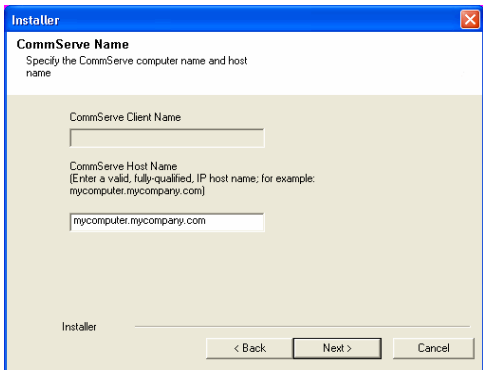 Installer
CommServe Name
Specify the CommServe computer name and host
name
CommServe Client Name
CommServe Host Name
(Enter a valid, fully-qualified, IP host name; for example:
mycomputer.mycompany.com)
mycomputer.mycompany.com
Installer
< Back Next > Cancel